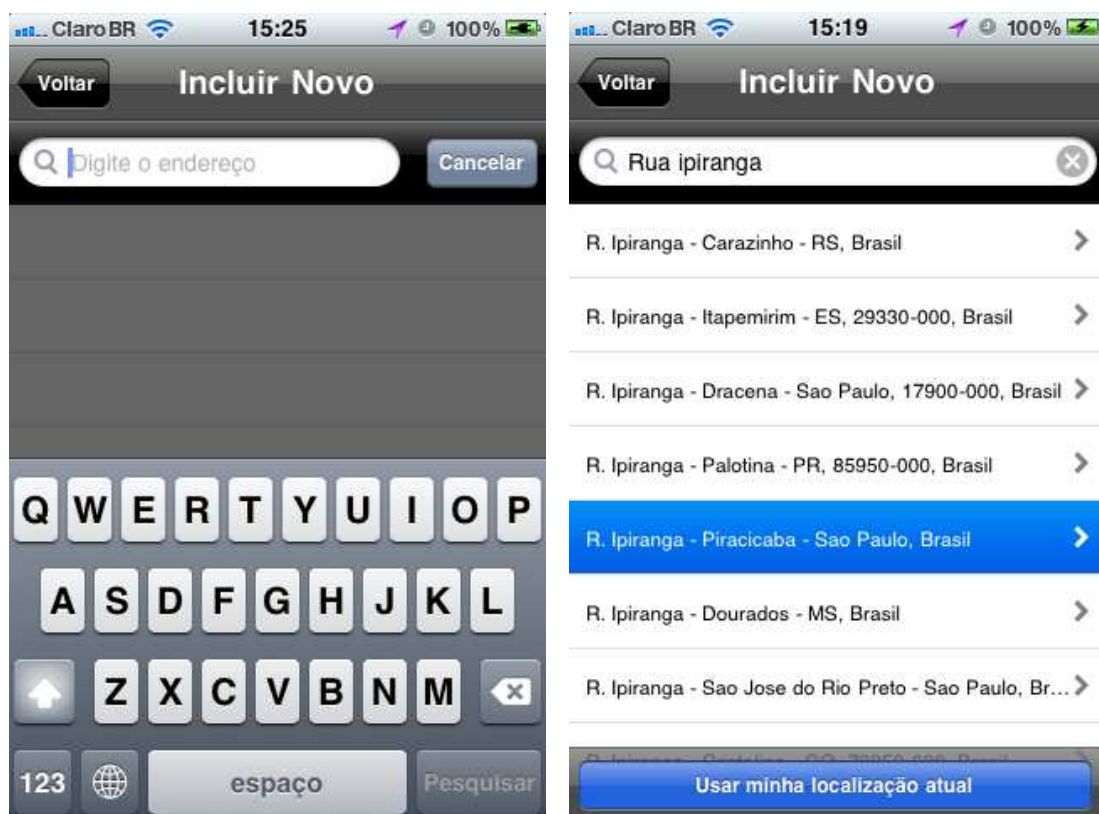 Claro BR 15:25 100%
Voltar Incluir Novo
Digite o endereço Cancelar
Q W E R T Y U I O P
A S D F G H J K L
Z X C V B N M
123 espaço Pesquisar
Claro BR 15:19 100%
Voltar Incluir Novo
Rua ipiranga
R. Ipiranga - Carazinho - RS, Brasil
R. Ipiranga - Itapemirim - ES, 29330-000, Brasil
R. Ipiranga - Dracena - Sao Paulo, 17900-000, Brasil
R. Ipiranga - Palotina - PR, 85950-000, Brasil
R. Ipiranga - Piracicaba - Sao Paulo, Brasil
R. Ipiranga - Dourados - MS, Brasil
R. Ipiranga - Sao Jose do Rio Preto - Sao Paulo, Br...
Usar minha localização atual